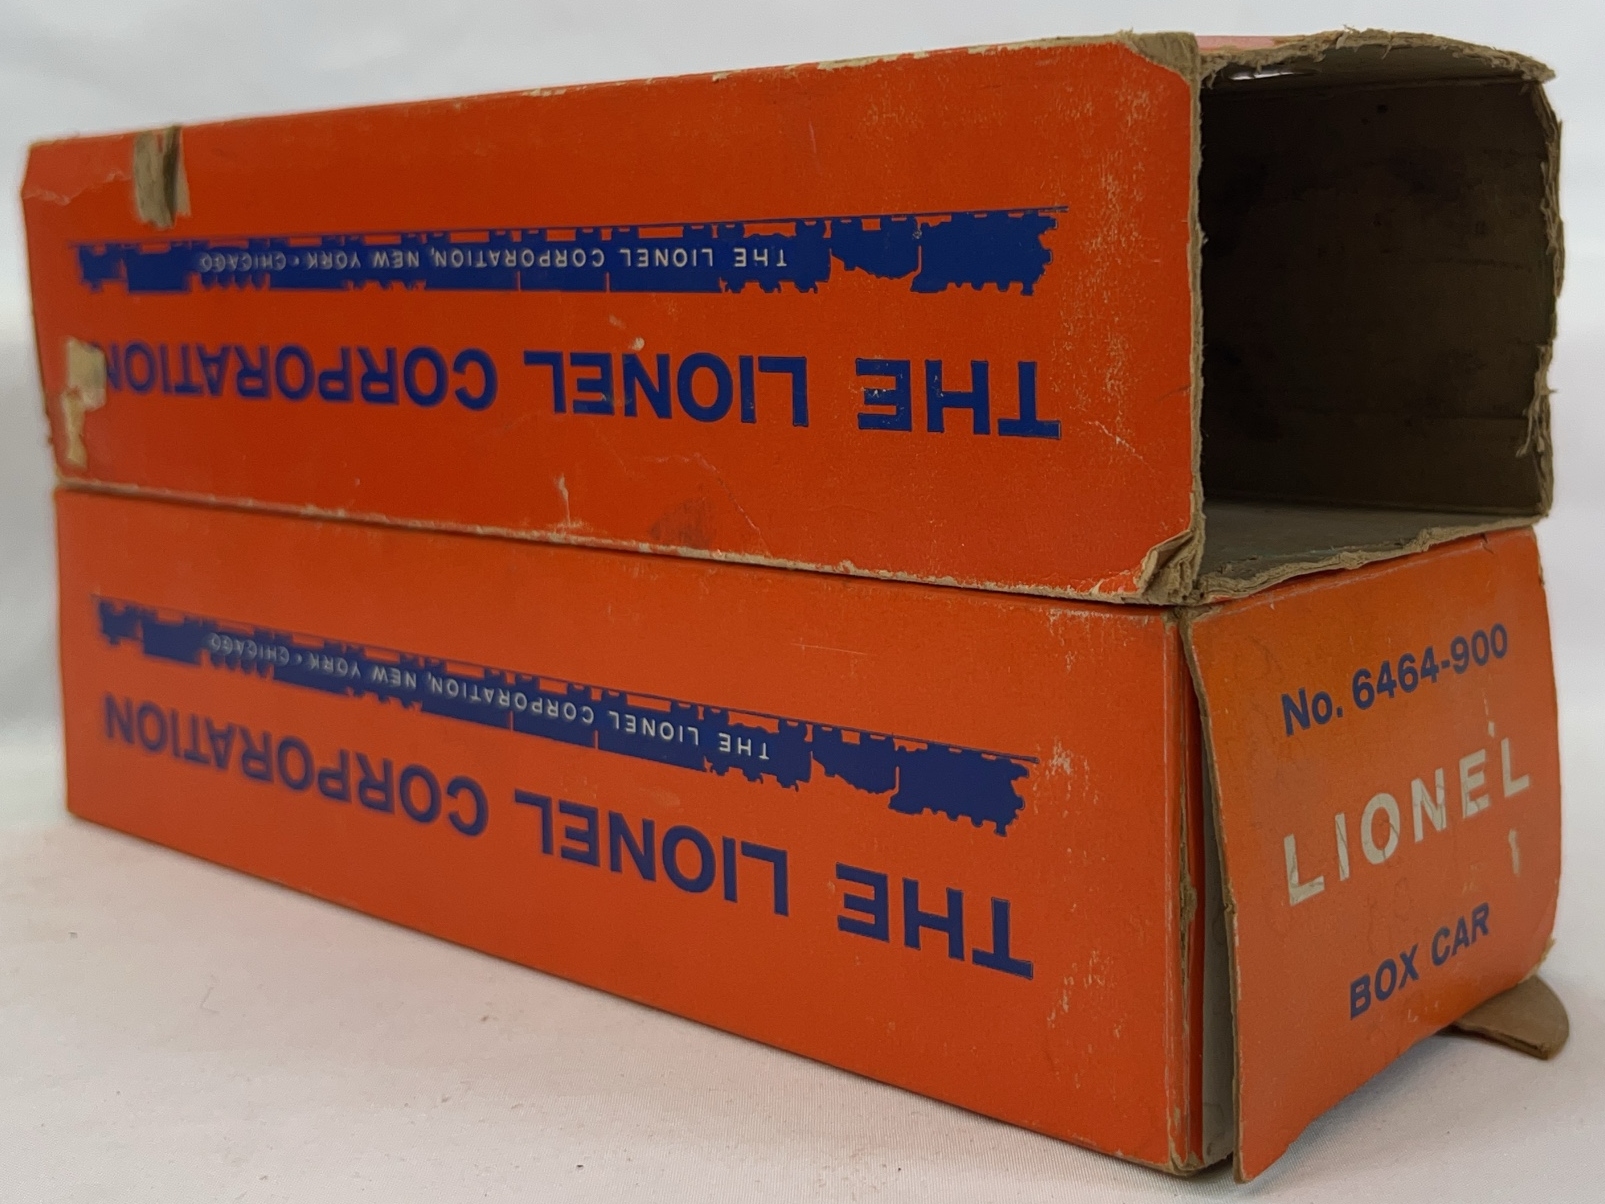 THE LIONEL CORPORATION, NEW YORK • CHICAGO
THE LIONEL CORPORATION
THE LIONEL CORPORATION, NEW YORK • CHICAGO
THE LIONEL CORPORATION
No. 6464-900
LIONEL
BOX CAR